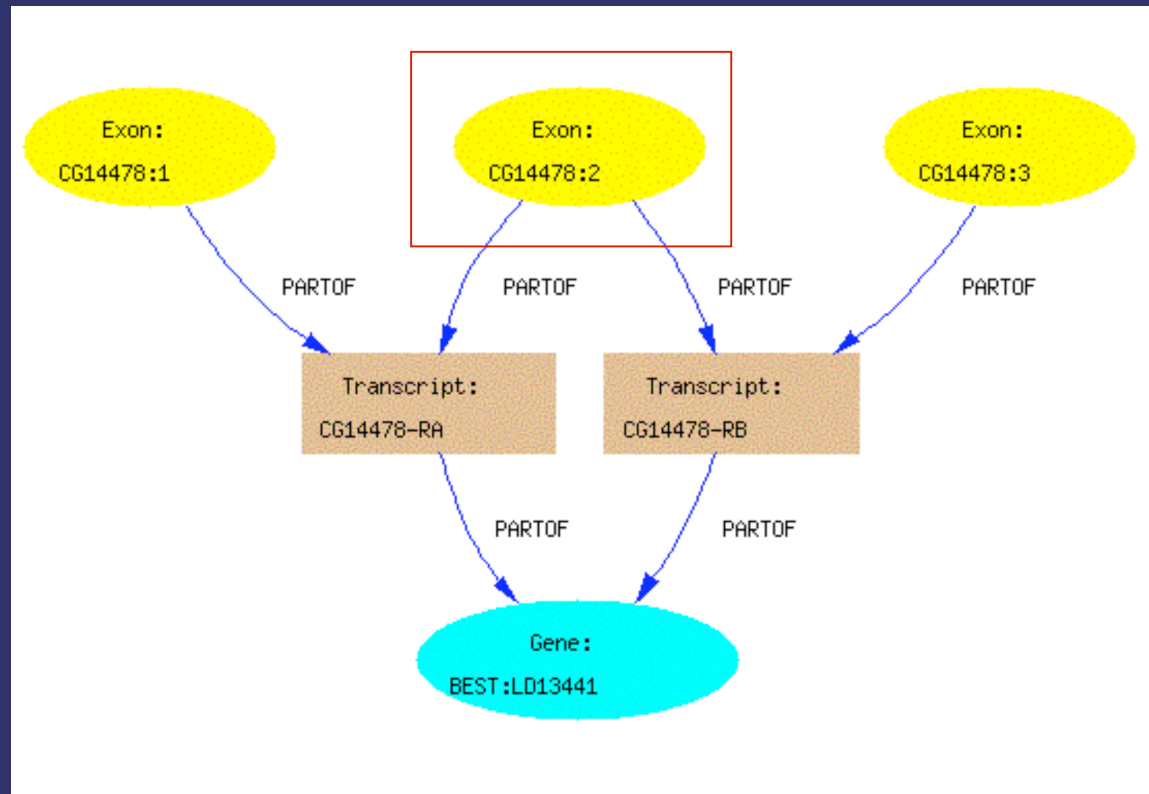 Exon:
CG14478:1
Exon:
CG14478:2
Exon:
CG14478:3
PARTOF
PARTOF
PARTOF
PARTOF
Transcript:
CG14478-RA
Transcript:
CG14478-RB
PARTOF
PARTOF
Gene:
BEST:LD13441